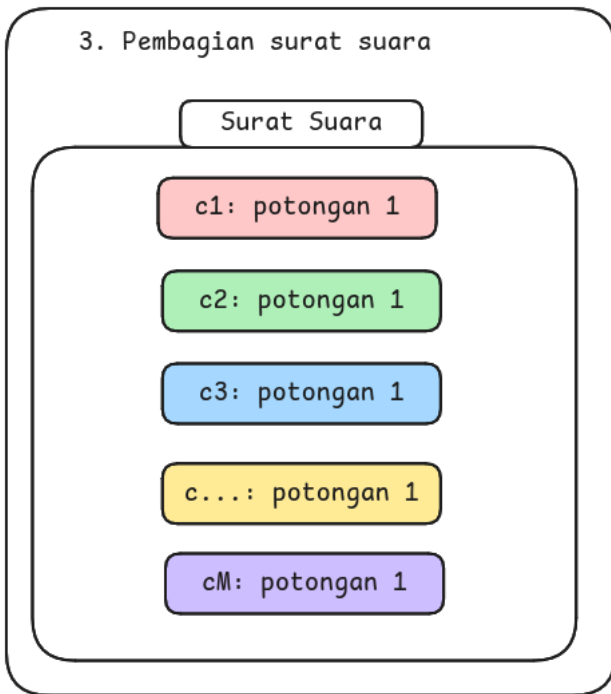 3. Pembagian surat suara
Surat Suara
c1: potongan 1
c2: potongan 1
c3: potongan 1
c...: potongan 1
cM: potongan 1